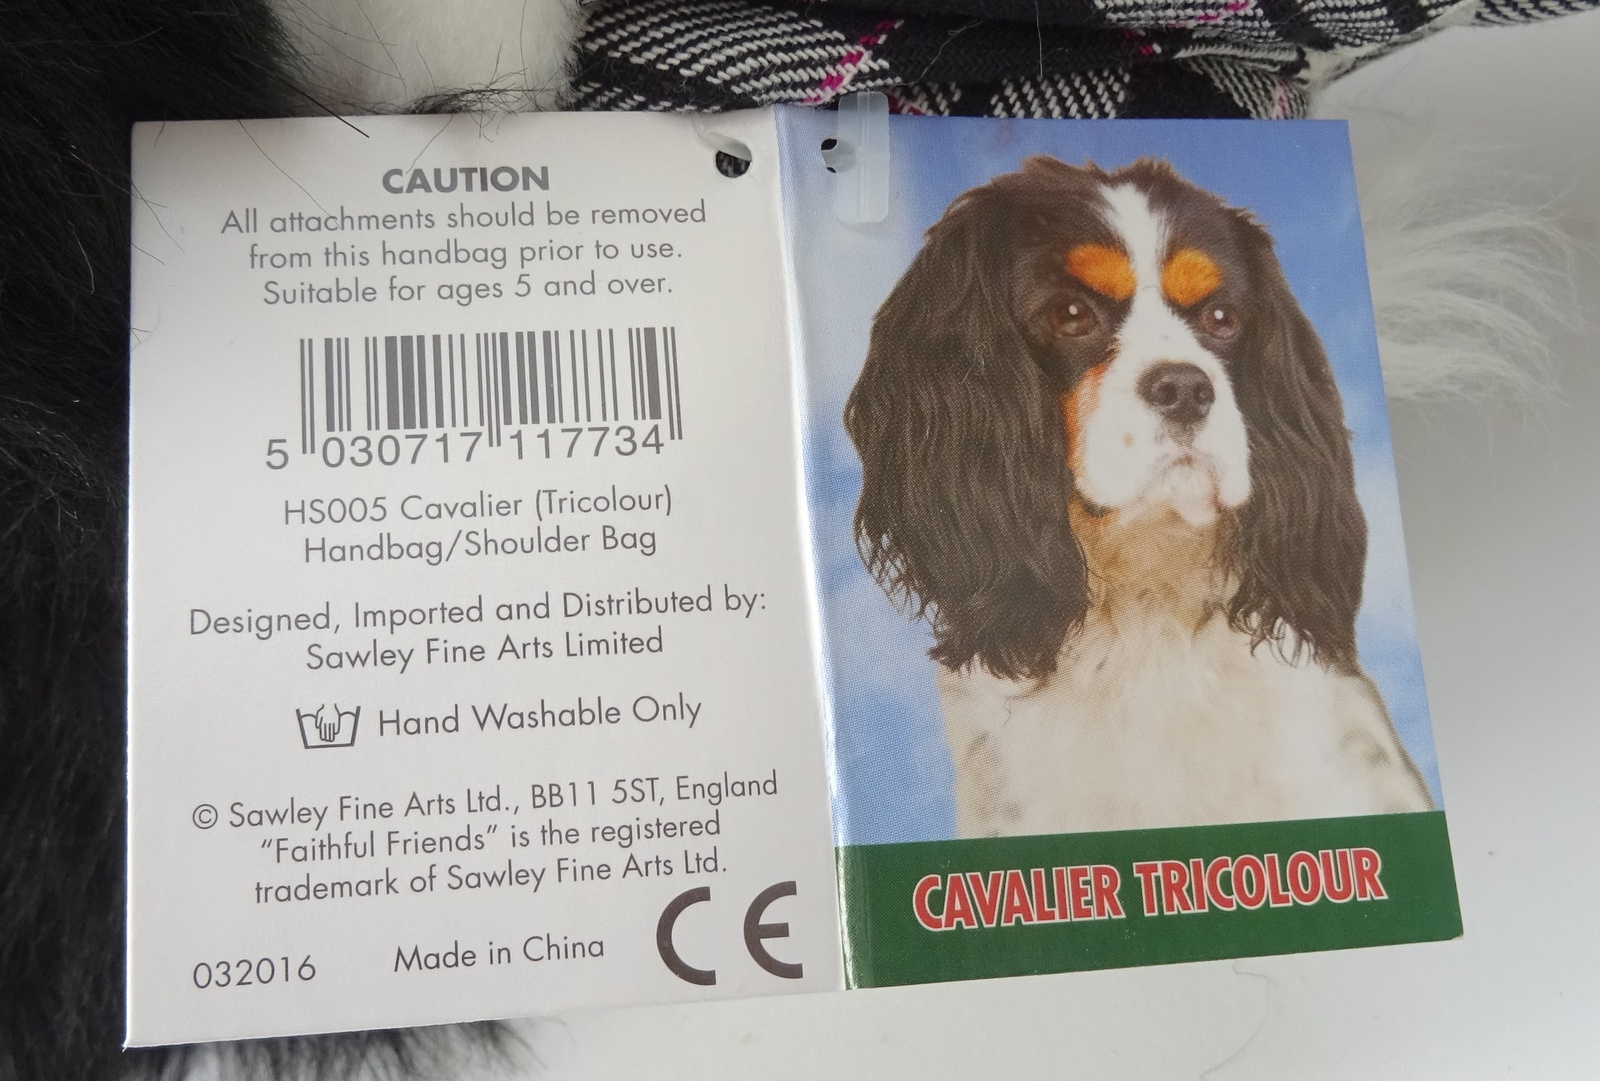 CAUTION
All attachments should be removed
from this handbag prior to use.
Suitable for ages 5 and over.
5 030717 117734
HS005 Cavalier (Tricolour)
Handbag/Shoulder Bag
Designed, Imported and Distributed by:
Sawley Fine Arts Limited
Hand Washable Only
© Sawley Fine Arts Ltd., BB11 5ST, England
“Faithful Friends” is the registered
trademark of Sawley Fine Arts Ltd.
032016 Made in China CE
CAVALIER TRICOLOUR